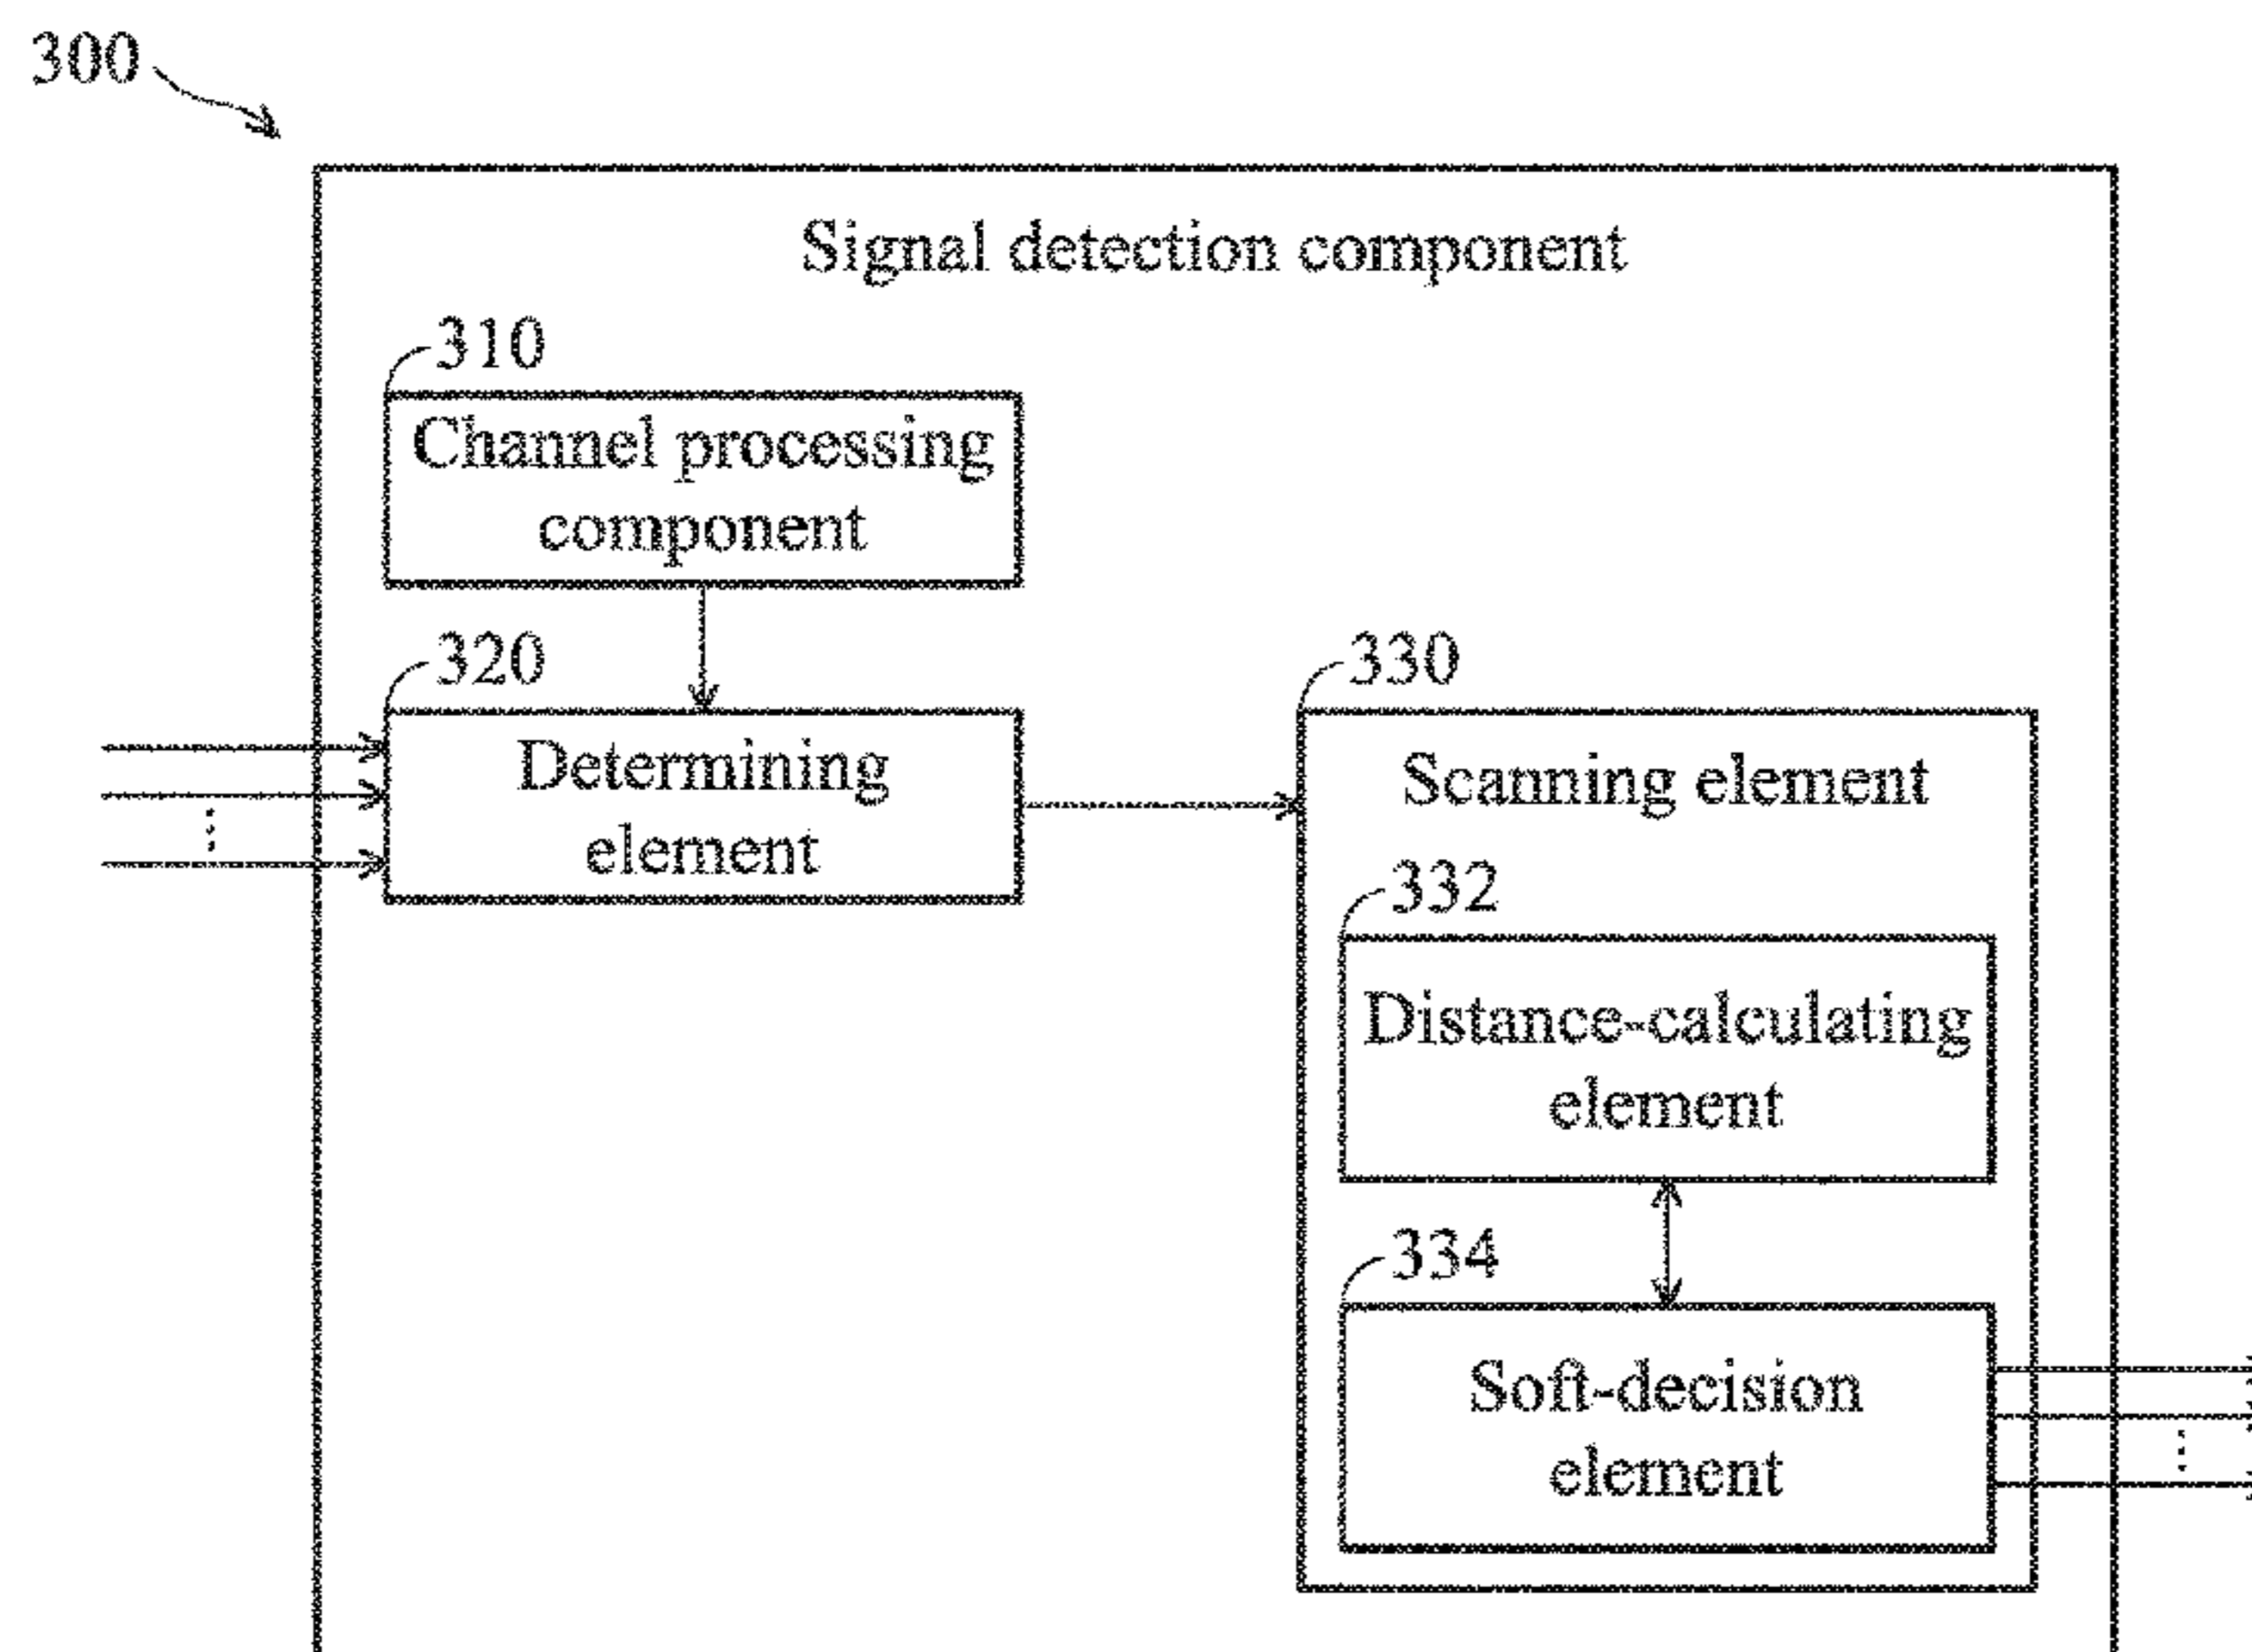 300
Signal detection component
310
Channel processing
component
320
Determining
element
330
Scanning element
332
Distance-calculating
element
334
Soft-decision
element